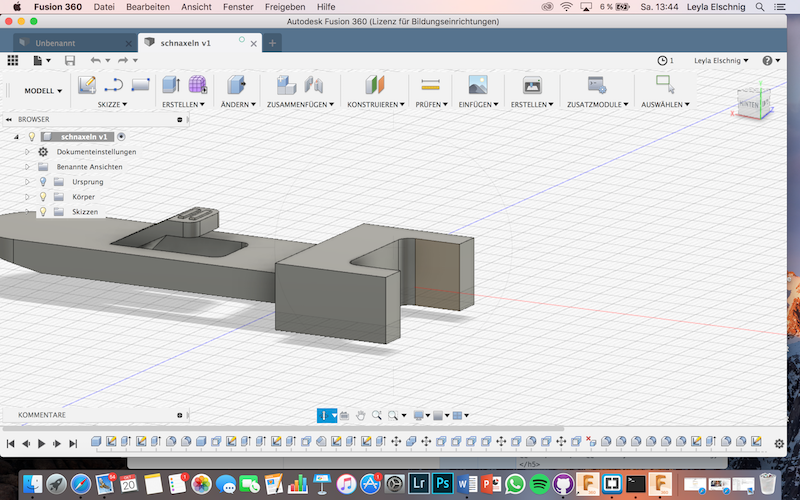 Fusion 360 Datei Bearbeiten Ansicht Fenster Freigeben Hilfe 6 % Sa. 13:44 Leyla Elschnig
Autodesk Fusion 360 (Lizenz für Bildungseinrichtungen)
Unbenannt
schnaxeln v1
1 Leyla Elschnig
MODELL
SKIZZE ERSTELLEN ÄNDERN ZUSAMMENFÜGEN KONSTRUIEREN PRÜFEN EINFÜGEN ERSTELLEN ZUSATZMODULE AUSWÄHLEN
HINTEN
X
Z
BROWSER
schnaxeln v1
Dokumenteinstellungen
Benannte Ansichten
Ursprung
Körper
Skizzen
KOMMENTARE
</h5>
20
Lr
Ps